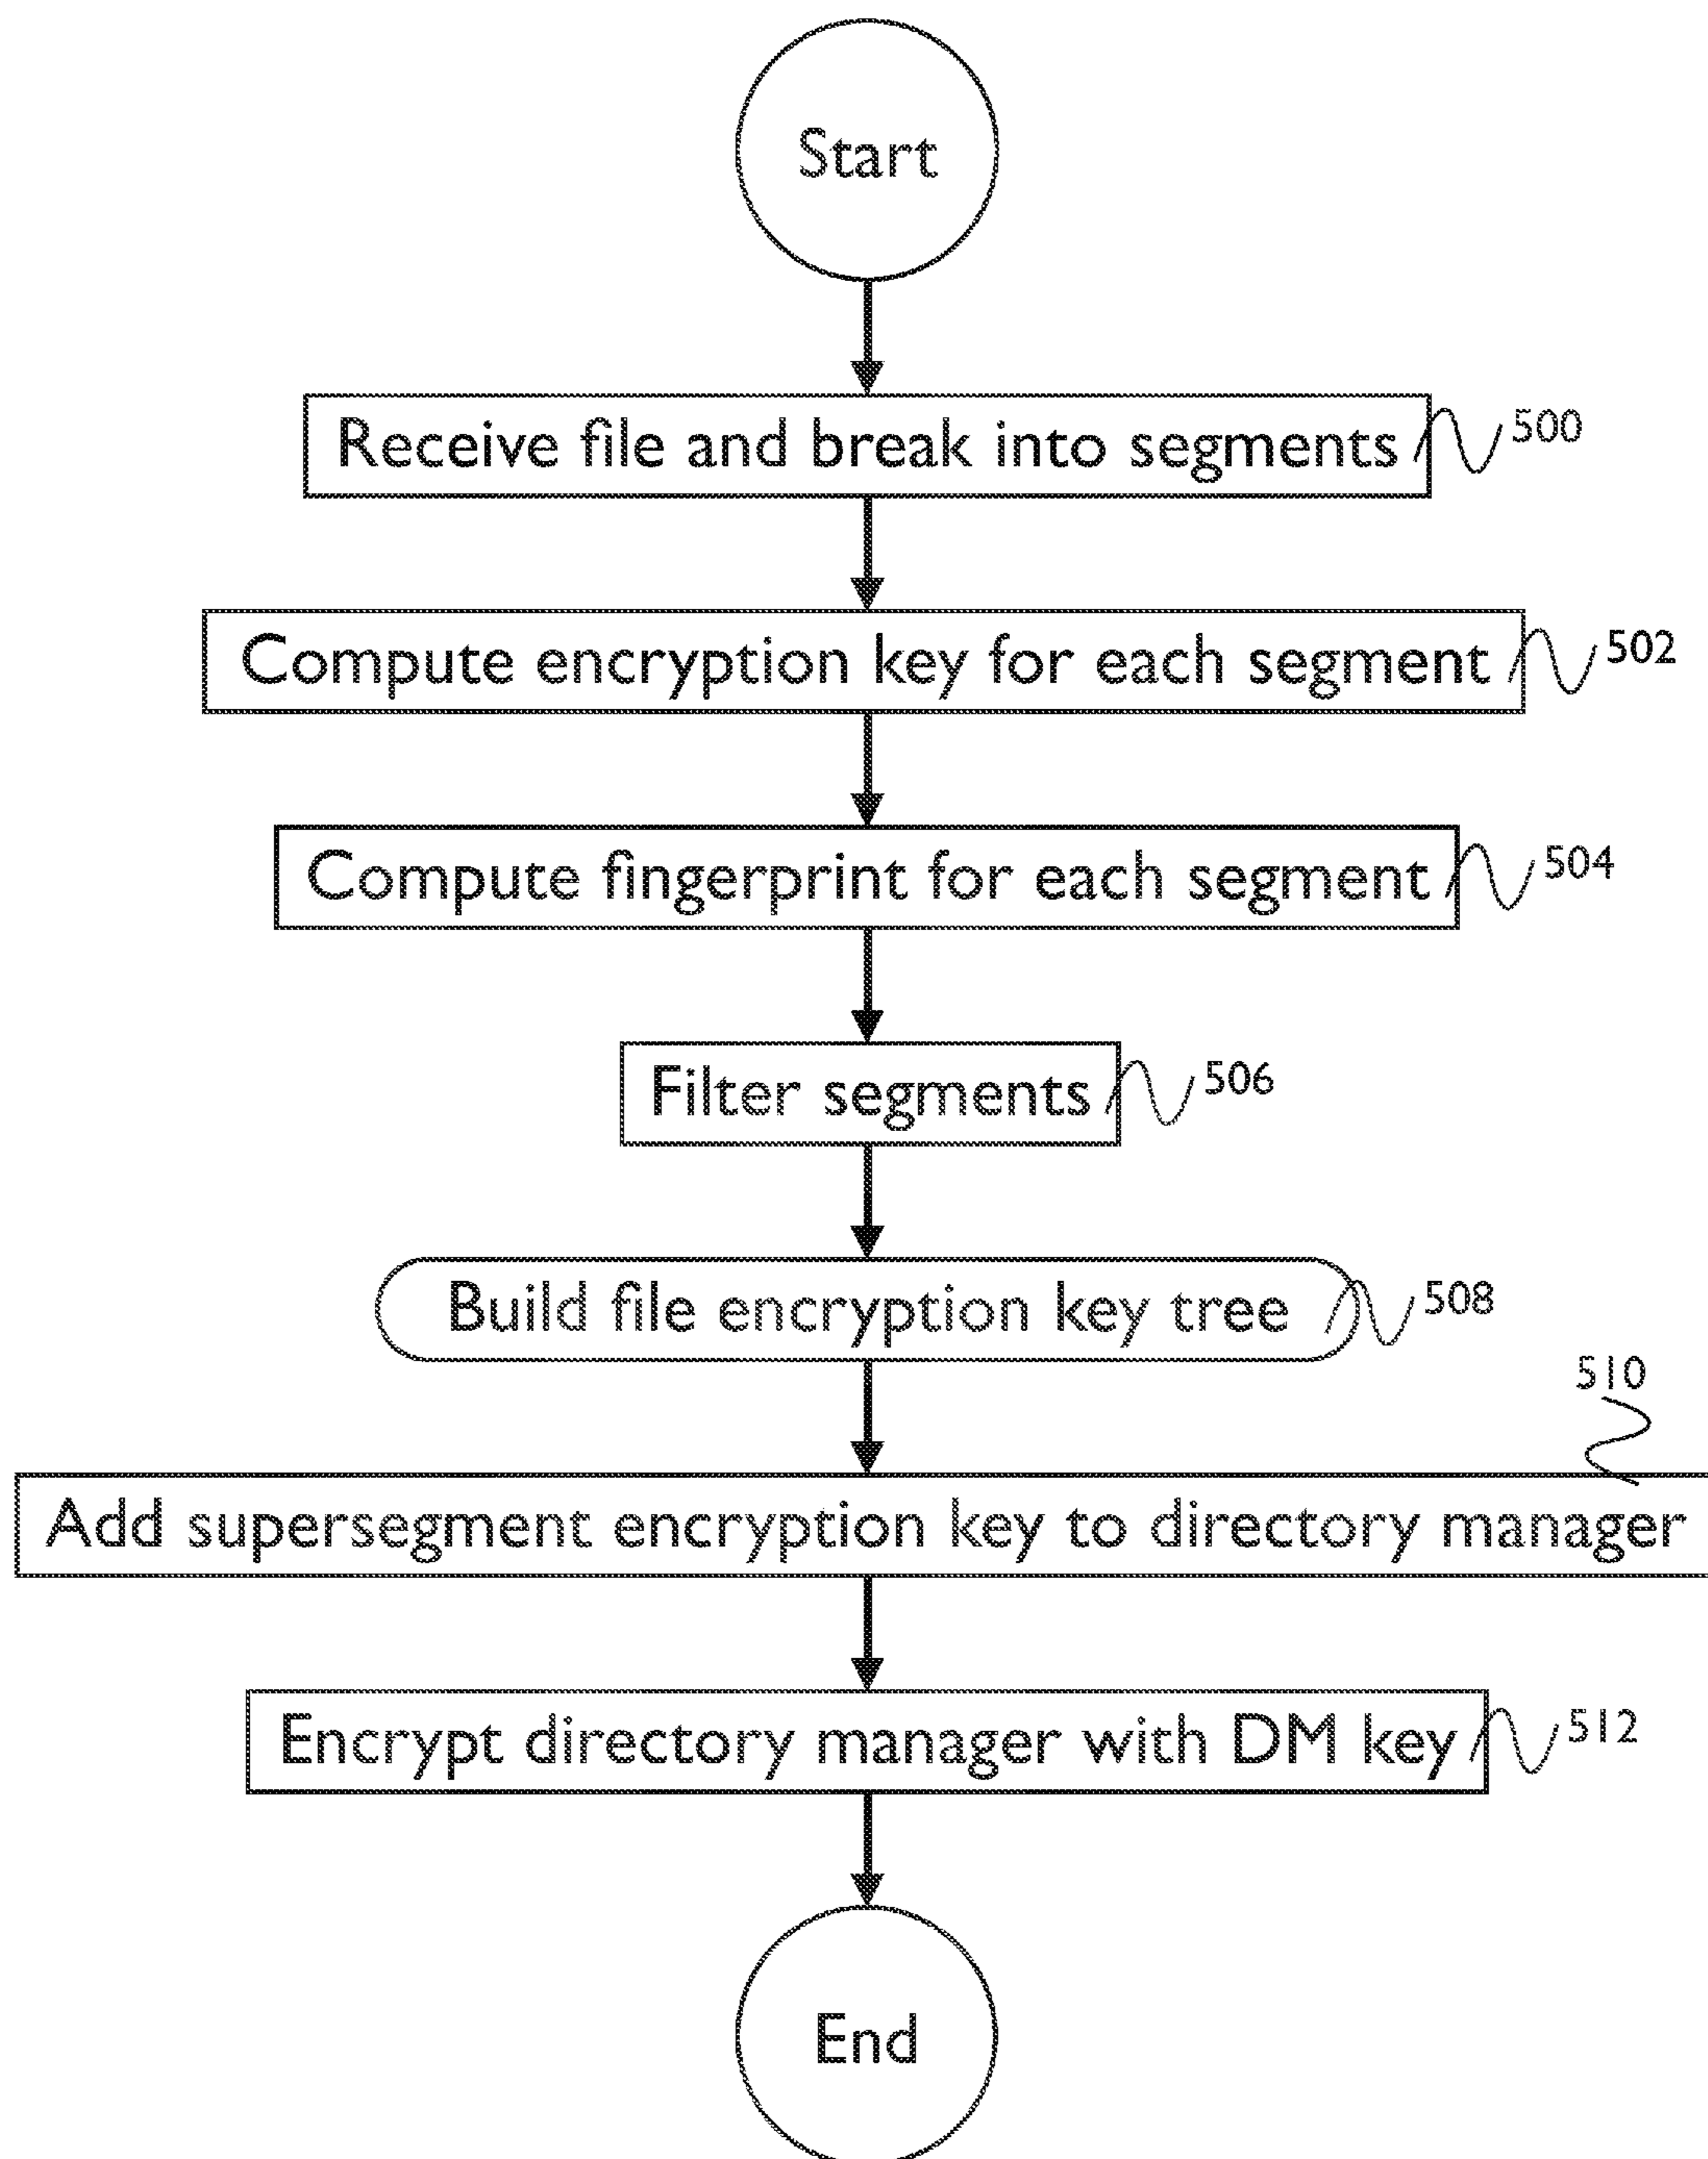 Start
Receive file and break into segments 500
Compute encryption key for each segment 502
Compute fingerprint for each segment 504
Filter segments 506
Build file encryption key tree 508
510
Add supersegment encryption key to directory manager
Encrypt directory manager with DM key 512
End